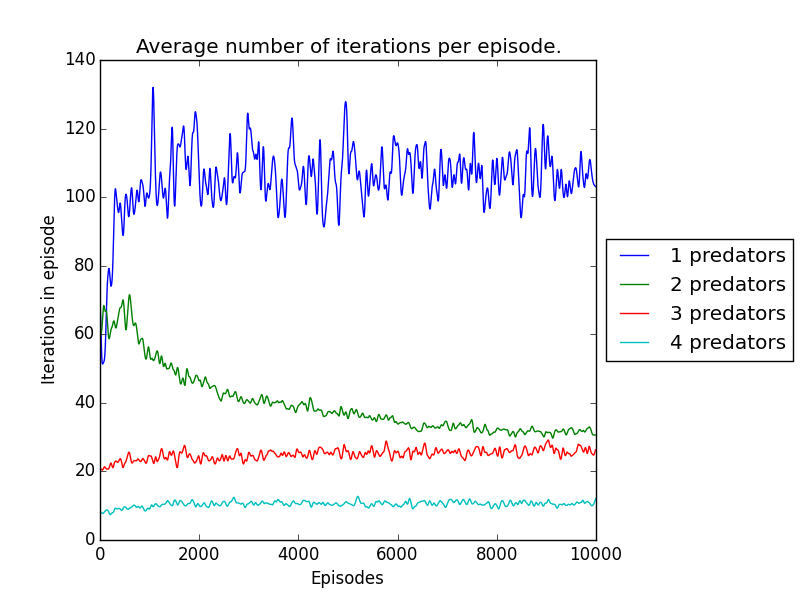 Average number of iterations per episode.
Iterations in episode
140
120
100
80
60
40
20
0
0 2000 4000 6000 8000 10000
Episodes
1 predators
2 predators
3 predators
4 predators